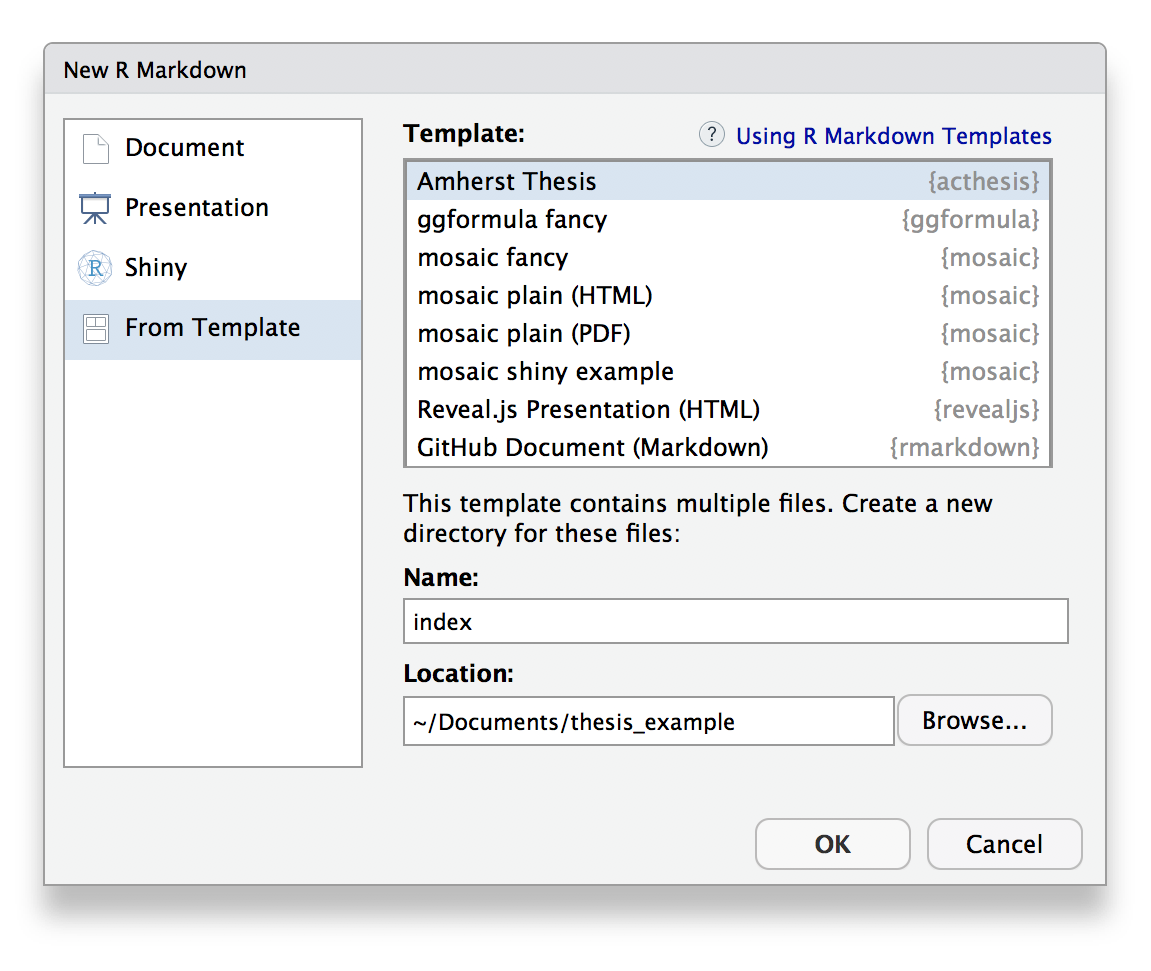 New R Markdown
Document
Presentation
Shiny
From Template
Template:
? Using R Markdown Templates
Amherst Thesis {acthesis}
ggformula fancy {ggformula}
mosaic fancy {mosaic}
mosaic plain (HTML) {mosaic}
mosaic plain (PDF) {mosaic}
mosaic shiny example {mosaic}
Reveal.js Presentation (HTML) {revealjs}
GitHub Document (Markdown) {rmarkdown}
This template contains multiple files. Create a new
directory for these files:
Name:
index
Location:
~/Documents/thesis_example
Browse...
OK
Cancel